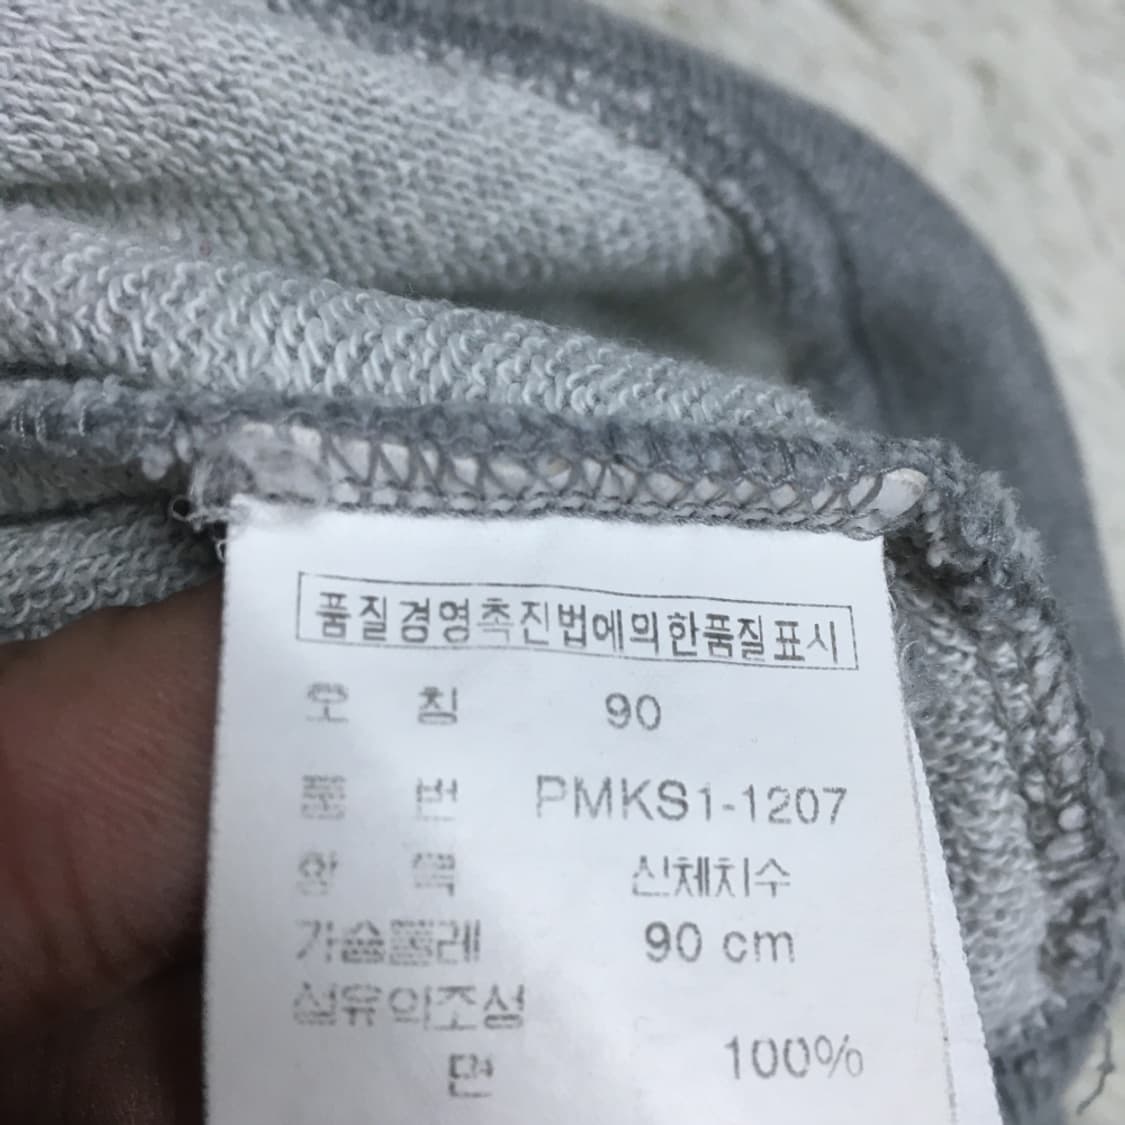 품질경영촉진법에의한품질표시
호 칭 90
품 번 PMKS1-1207
항 목 신체치수
가슴둘레 90 cm
섬유의조성
면 100%